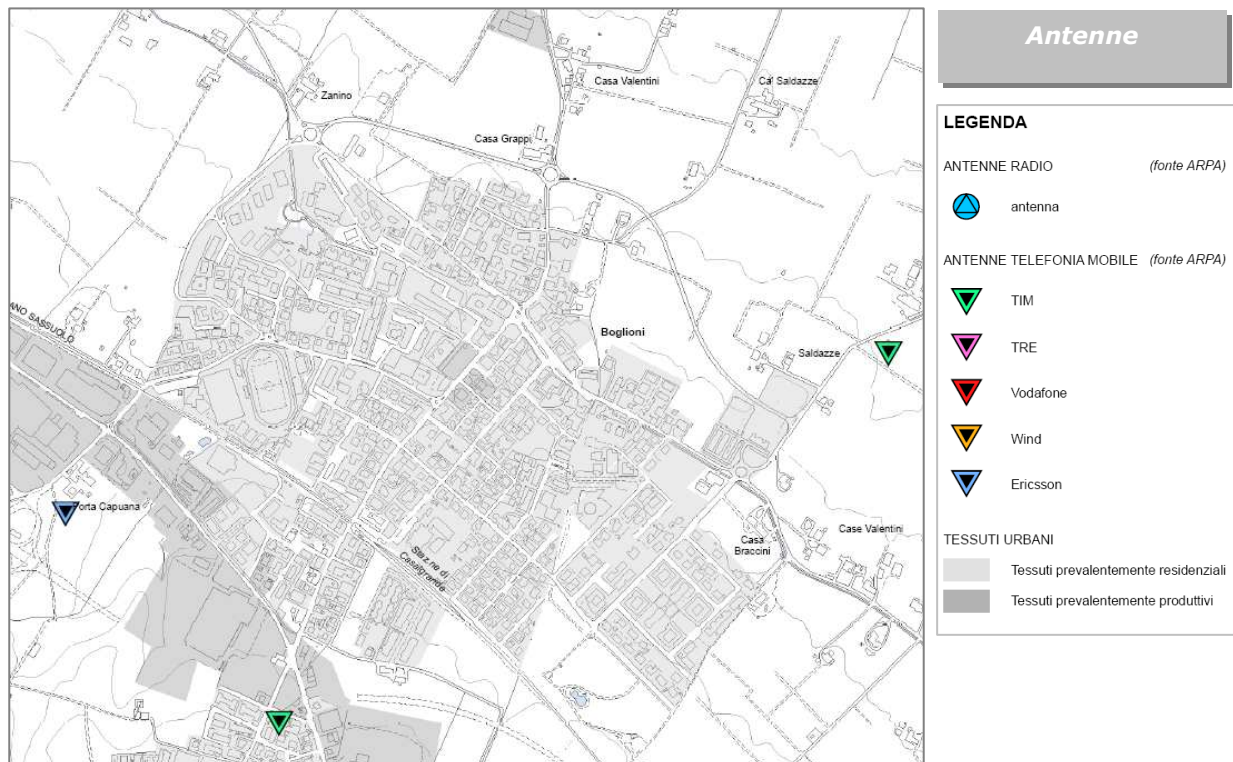 Antenne
Casa Valentini
Ca' Saldazze
Zanino
Casa Grappi
ANO SASSUOLO
Boglioni
Saldazze
Porta Capuana
Staz.ne di
Casalgrande
Case Valentini
Casa
Braccini
LEGENDA
ANTENNE RADIO (fonte ARPA)
antenna
ANTENNE TELEFONIA MOBILE (fonte ARPA)
TIM
TRE
Vodafone
Wind
Ericsson
TESSUTI URBANI
Tessuti prevalentemente residenziali
Tessuti prevalentemente produttivi